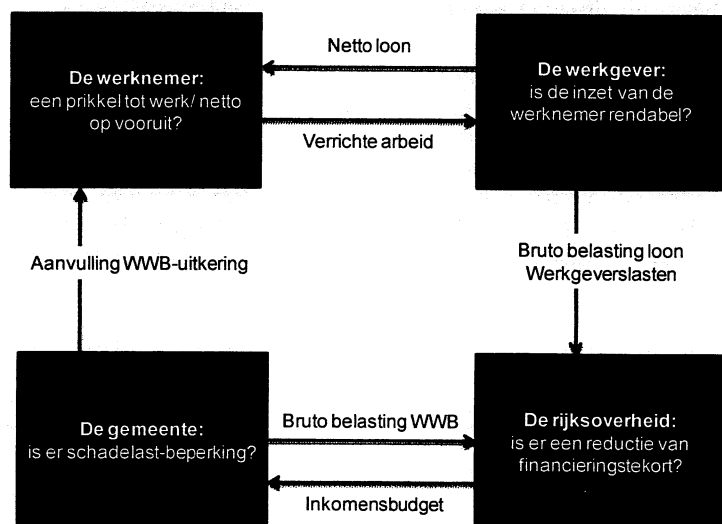 Netto loon
De werknemer:
een prikkel tot werk/ netto
op vooruit?
De werkgever:
is de inzet van de
werknemer rendabel?
Verrichte arbeid
Aanvulling WWB-uitkering
Bruto belasting loon
Werkgeverslasten
De gemeente:
is er schadelast-beperking?
Bruto belasting WWB
De rijksoverheid:
is er een reductie van
financieringstekort?
Inkomensbudget